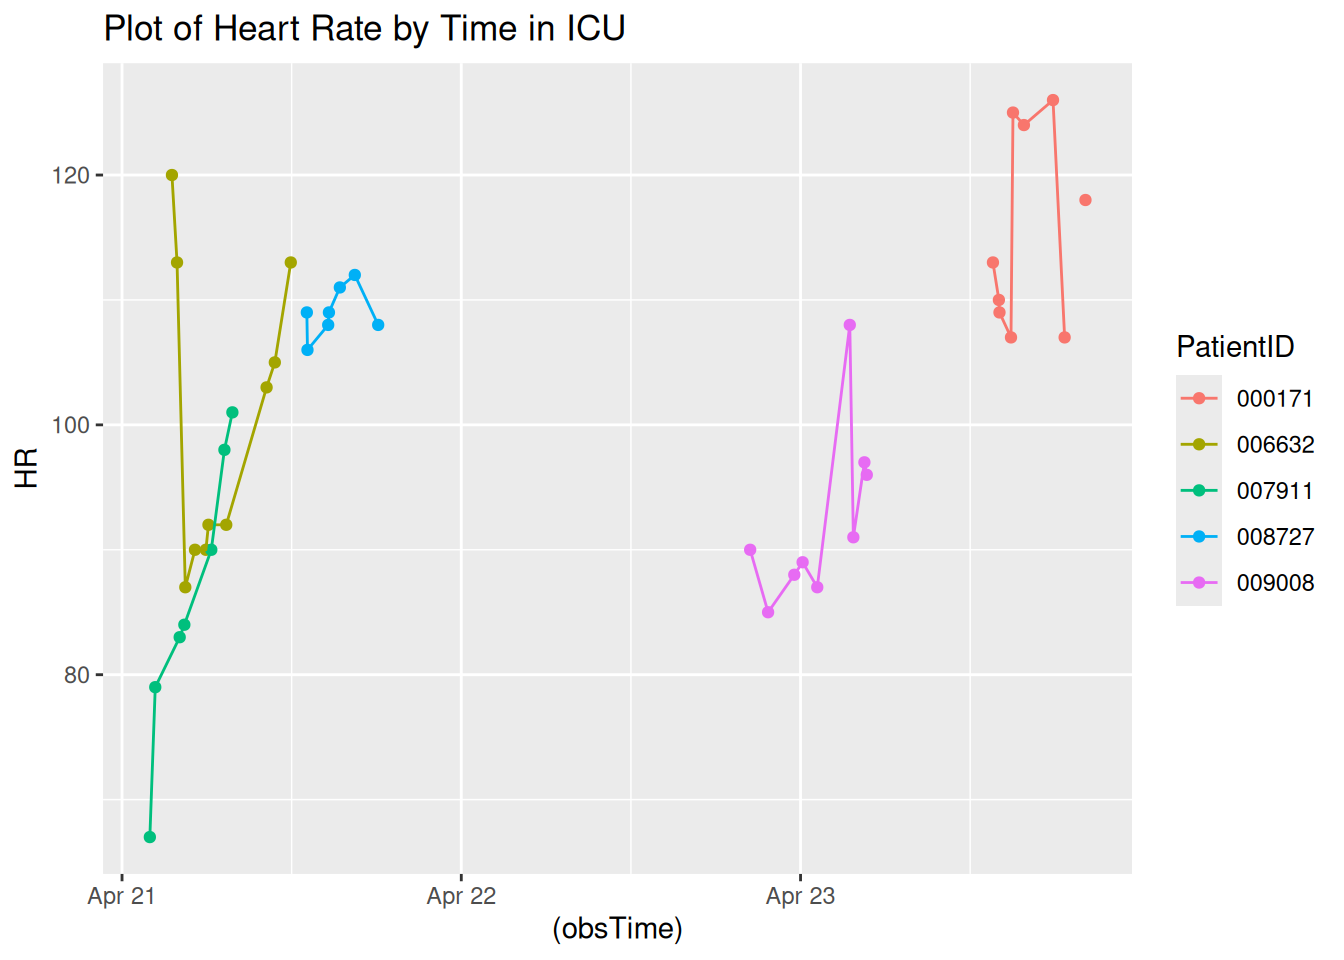 Plot of Heart Rate by Time in ICU
120
100
80
HR
Apr 21
Apr 22
Apr 23
(obsTime)
PatientID
000171
006632
007911
008727
009008